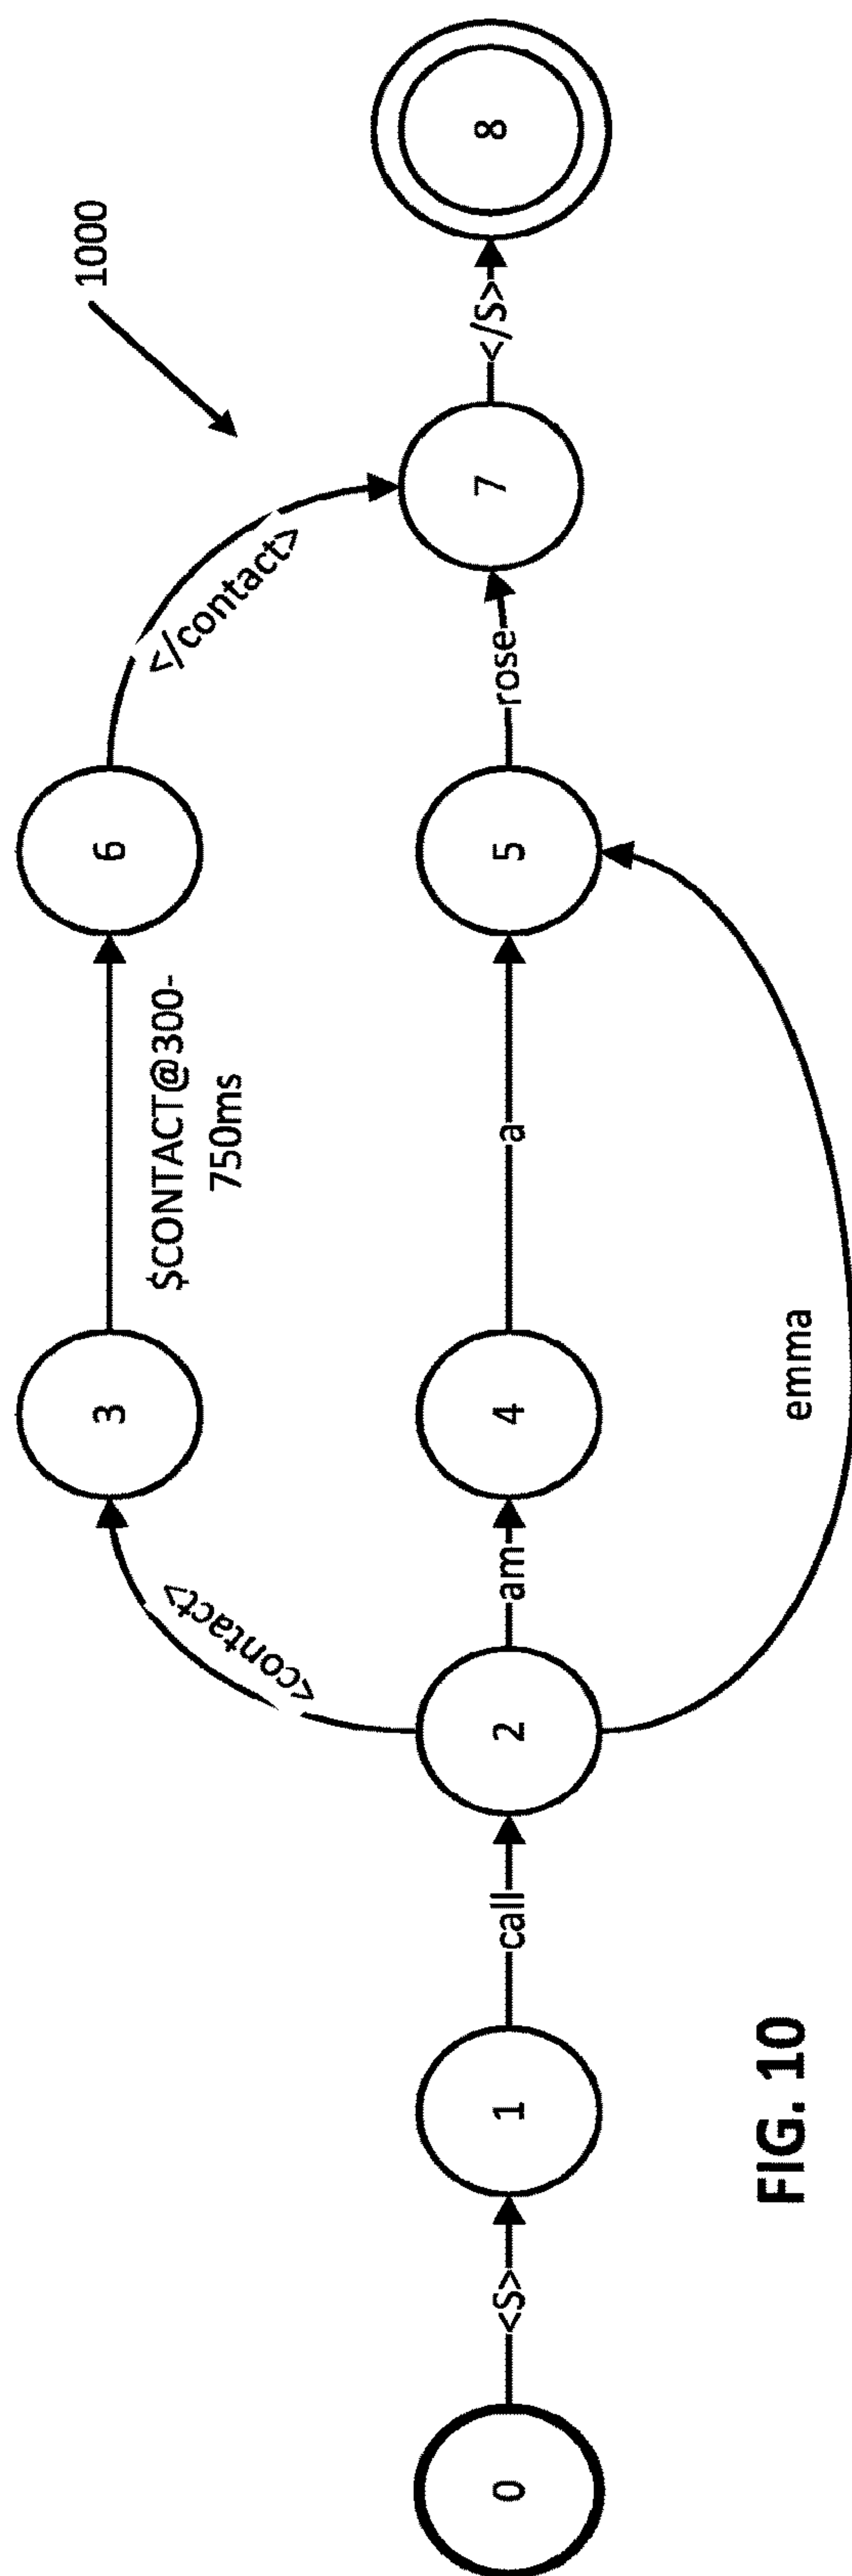 1000
0
<S>
1
call
2
<contact>
3
$CONTACT@300-
750ms
6
</contact>
am
4
a
5
rose
7
emma
</S>
8
FIG. 10